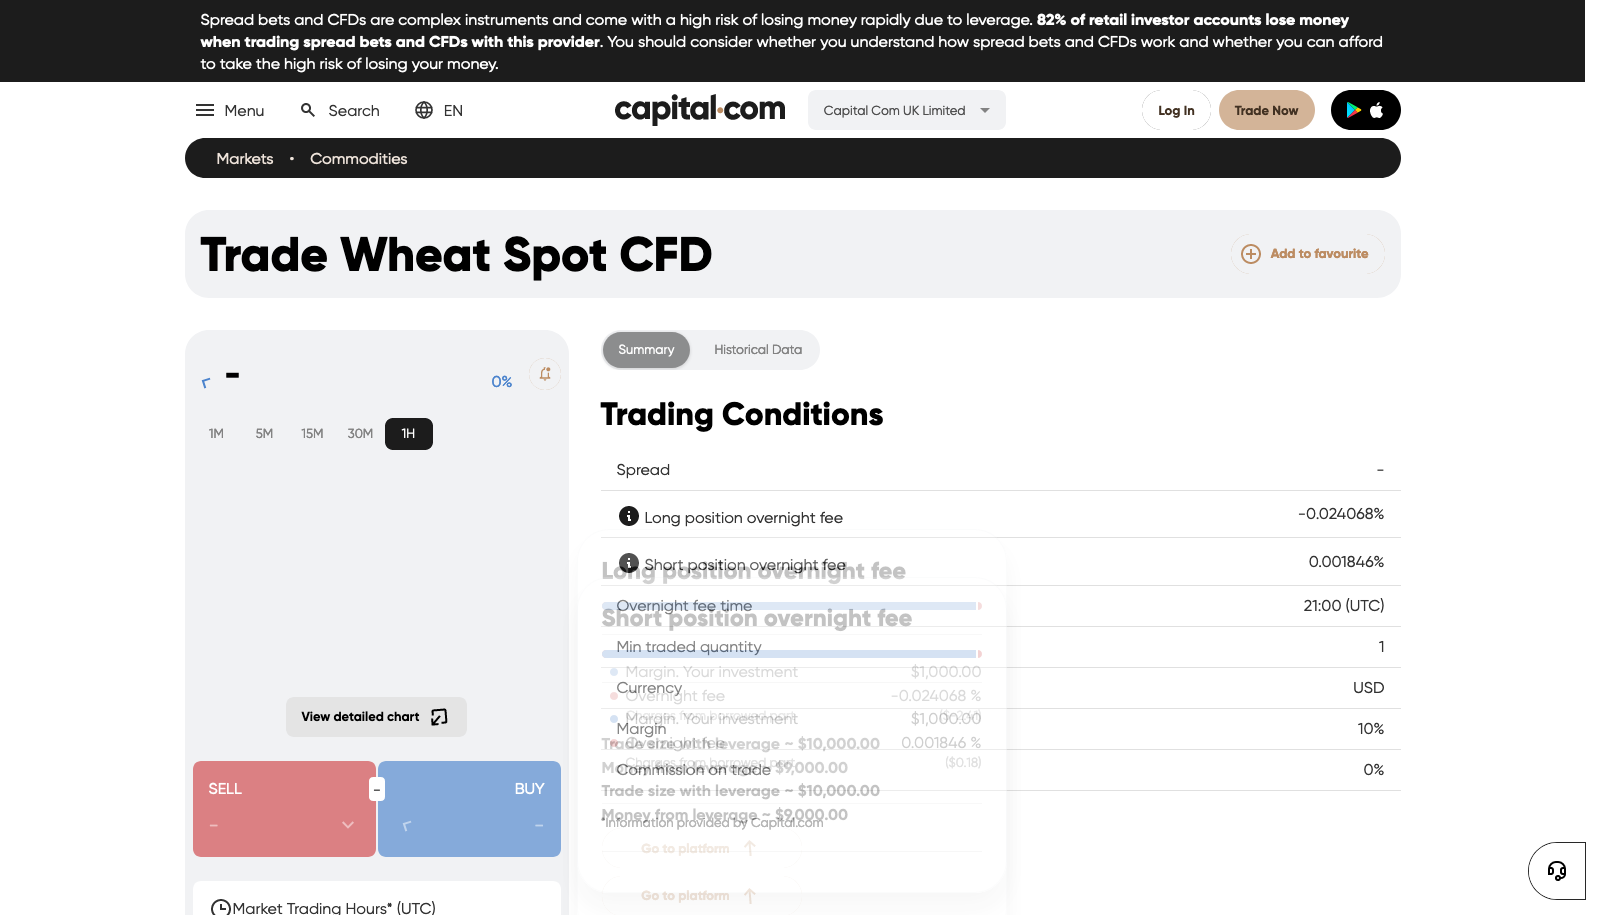 Spread bets and CFDs are complex instruments and come with a high risk of losing money rapidly due to leverage. 82% of retail investor accounts lose money
when trading spread bets and CFDs with this provider. You should consider whether you understand how spread bets and CFDs work and whether you can afford
to take the high risk of losing your money.
Menu Search EN capital.com Capital Com UK Limited Log In Trade Now
Markets • Commodities
Trade Wheat Spot CFD Add to favourite
- 0%
1M 5M 15M 30M 1H
View detailed chart
SELL - BUY
- -
Market Trading Hours* (UTC)
Summary Historical Data
Trading Conditions
Spread -
Long position overnight fee -0.024068%
Short position overnight fee 0.001846%
Long position overnight fee
Overnight fee time 21:00 (UTC)
Short position overnight fee
Min traded quantity 1
Margin. Your investment $1,000.00
Currency USD
Overnight fee -0.024068 %
Charges from borrowed part
Margin. Your investment $1,000.00
Margin 10%
Overnight fee 0.001846 %
Trade size with leverage ~ $10,000.00
Charges from borrowed part ($0.18)
Money from leverage ~ $9,000.00
Commission on trade 0%
Trade size with leverage ~ $10,000.00
Money from leverage ~ $9,000.00
*Information provided by Capital.com
Go to platform
Go to platform